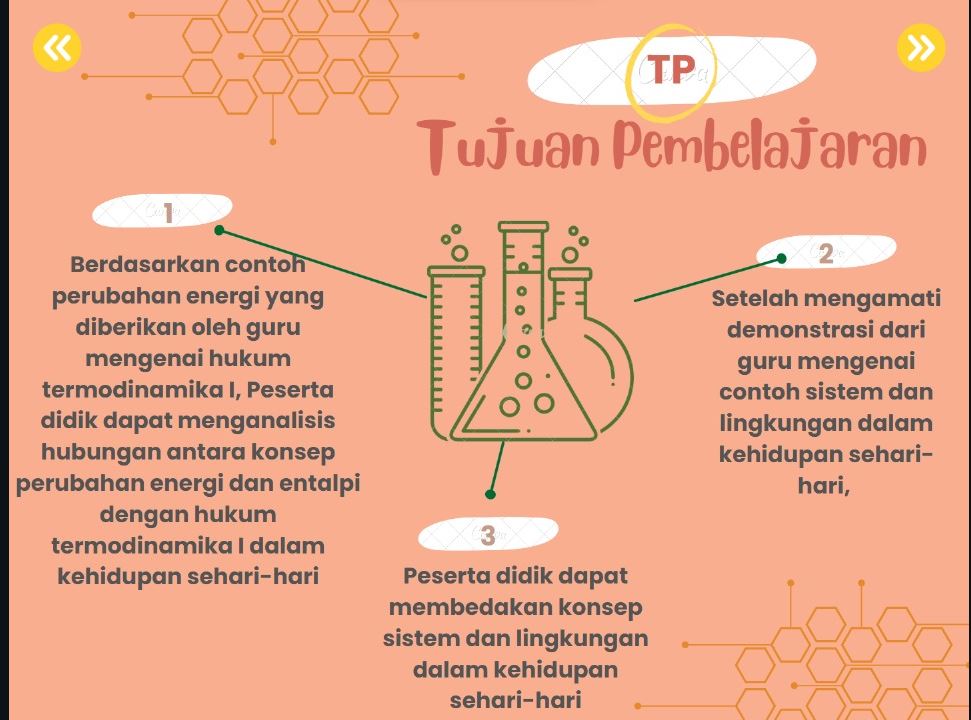 TP
Tujuan Pembelajaran
1
Berdasarkan contoh
perubahan energi yang
diberikan oleh guru
mengenai hukum
termodinamika I, Peserta
didik dapat menganalisis
hubungan antara konsep
perubahan energi dan entalpi
dengan hukum
termodinamika I dalam
kehidupan sehari-hari
2
Setelah mengamati
demonstrasi dari
guru mengenai
contoh sistem dan
lingkungan dalam
kehidupan sehari-
hari,
3
Peserta didik dapat
membedakan konsep
sistem dan lingkungan
dalam kehidupan
sehari-hari